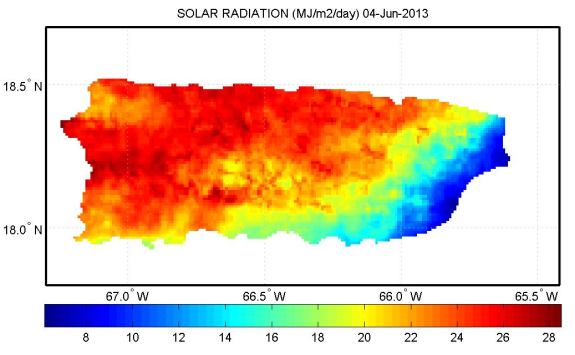 SOLAR RADIATION (MJ/m2/day) 04-Jun-2013
18.5° N
18.0° N
67.0° W 66.5° W 66.0° W 65.5° W
8 10 12 14 16 18 20 22 24 26 28